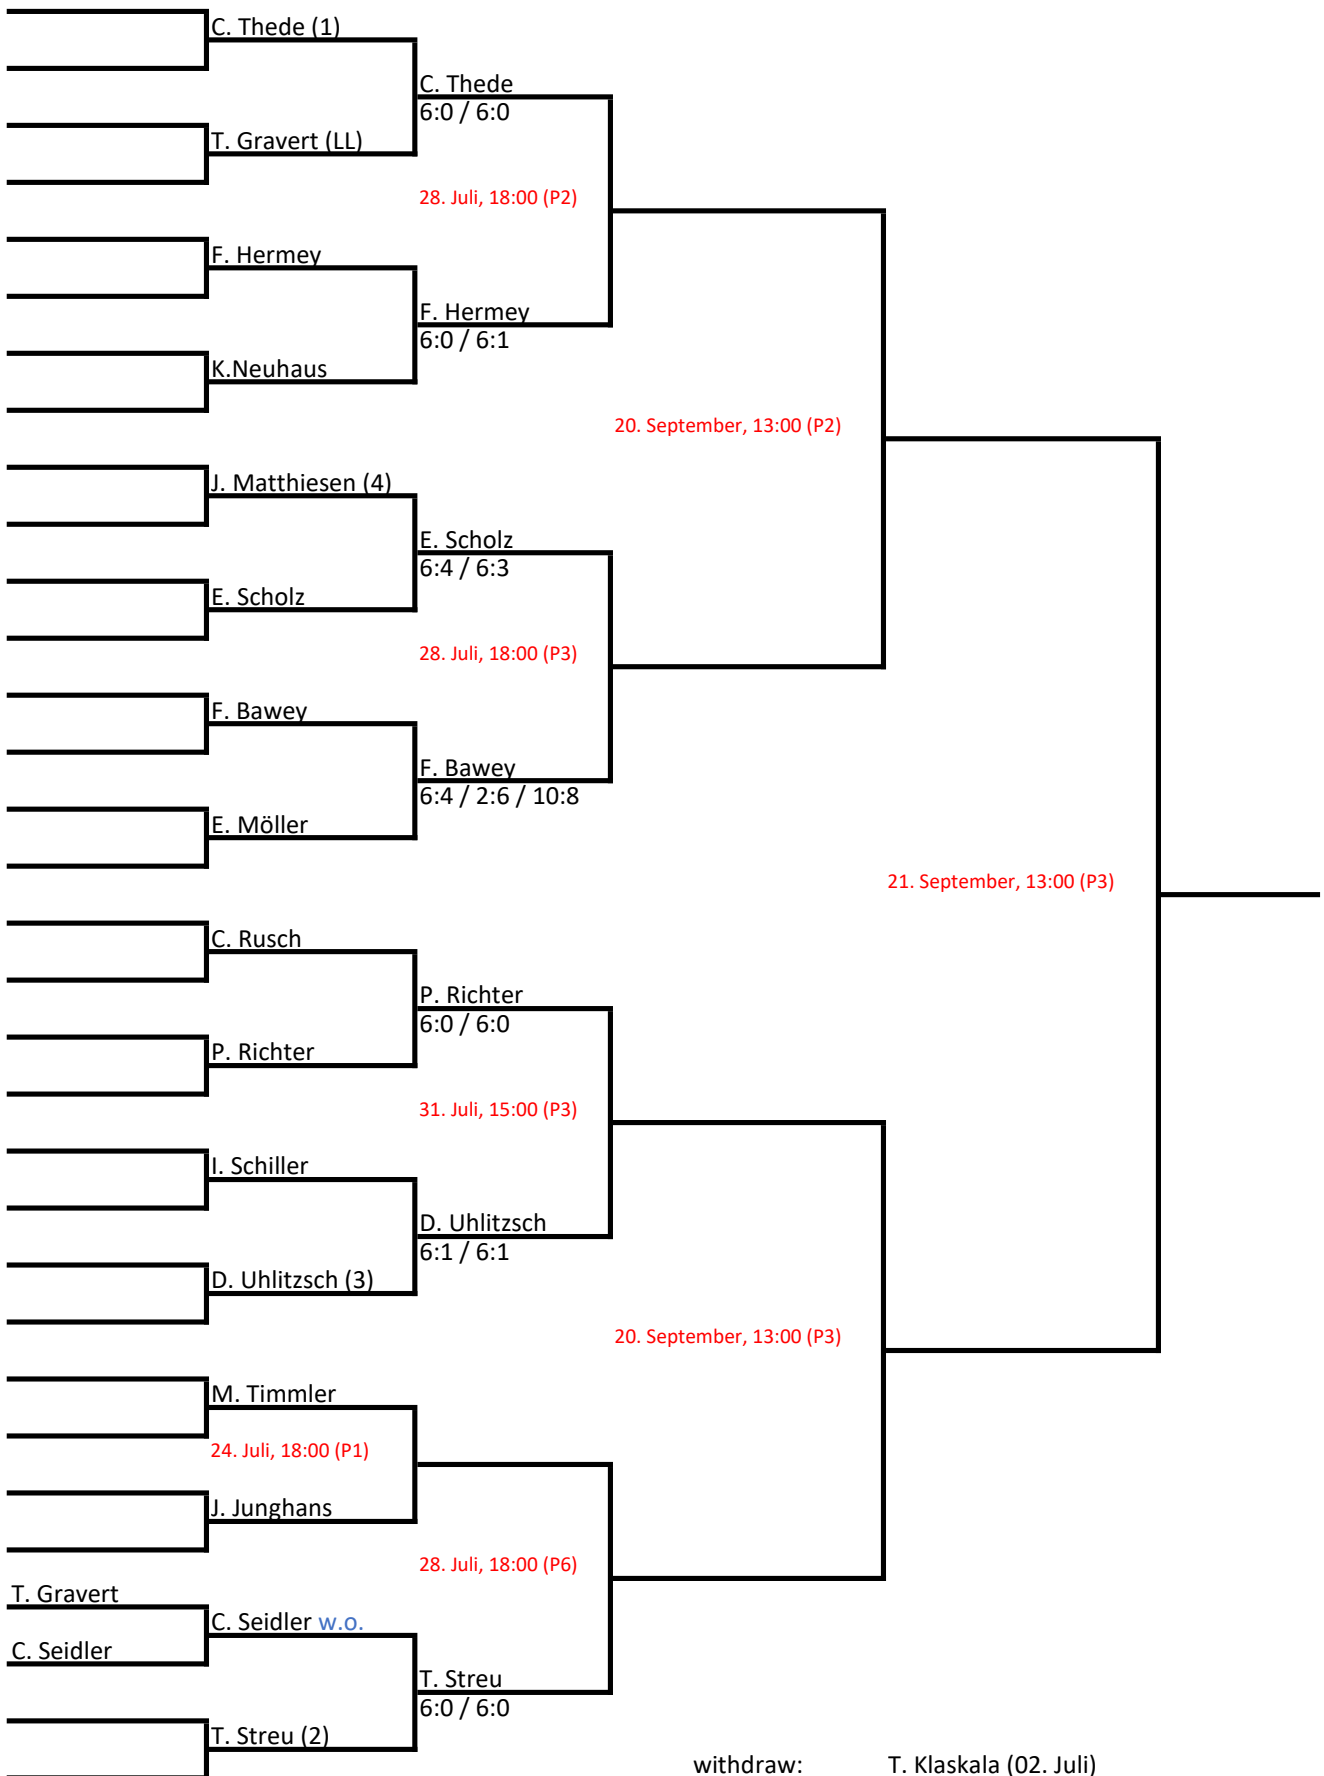 C. Thede (1)
C. Thede
6:0 / 6:0
T. Gravert (LL)
28. Juli, 18:00 (P2)
F. Hermey
F. Hermey
6:0 / 6:1
K.Neuhaus
20. September, 13:00 (P2)
J. Matthiesen (4)
E. Scholz
6:4 / 6:3
E. Scholz
28. Juli, 18:00 (P3)
F. Bawey
F. Bawey
6:4 / 2:6 / 10:8
E. Möller
21. September, 13:00 (P3)
C. Rusch
P. Richter
6:0 / 6:0
P. Richter
31. Juli, 15:00 (P3)
I. Schiller
D. Uhlitzsch
6:1 / 6:1
D. Uhlitzsch (3)
20. September, 13:00 (P3)
M. Timmler
24. Juli, 18:00 (P1)
J. Junghans
28. Juli, 18:00 (P6)
T. Gravert
C. Seidler w.o.
C. Seidler
T. Streu
6:0 / 6:0
T. Streu (2)
withdraw: T. Klaskala (02. Juli)